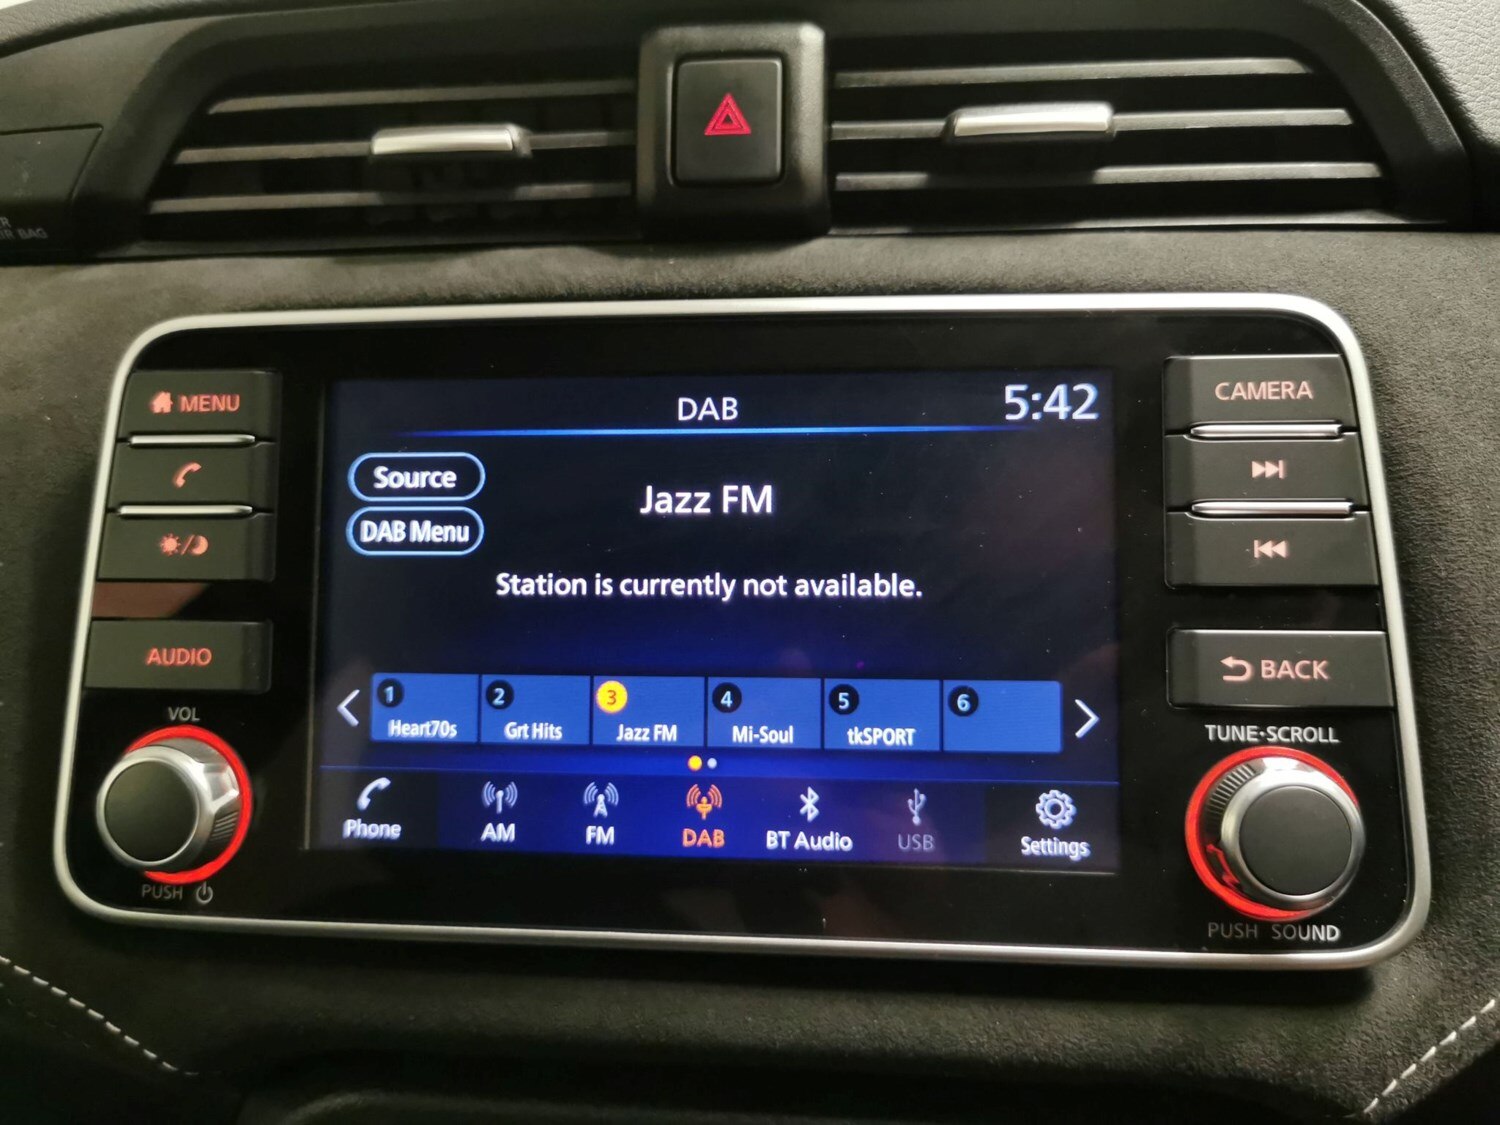 R
IR BAG
MENU
AUDIO
VOL
PUSH
DAB
5:42
Source
DAB Menu
Jazz FM
Station is currently not available.
1
Heart70s
2
Grt Hits
3
Jazz FM
4
Mi-Soul
5
tkSPORT
6
Phone
AM
FM
DAB
BT Audio
USB
Settings
CAMERA
BACK
TUNE·SCROLL
PUSH SOUND